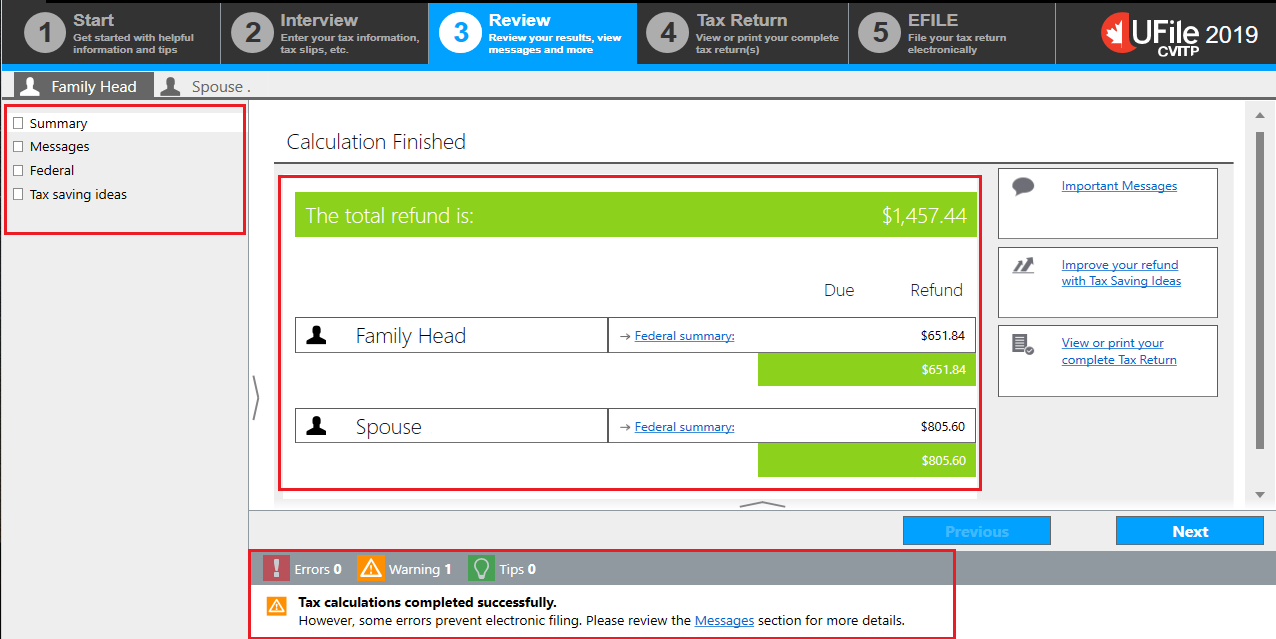 1
Start
Get started with helpful
information and tips
2
Interview
Enter your tax information,
tax slips, etc.
3
Review
Review your results, view
messages and more
4
Tax Return
View or print your complete
tax return(s)
5
EFILE
File your tax return
electronically
UFile 2019
CVITP
Family Head
Spouse .
Summary
Messages
Federal
Tax saving ideas
Calculation Finished
The total refund is: $1,457.44
Due Refund
Family Head → Federal summary: $651.84
$651.84
Spouse → Federal summary: $805.60
$805.60
Important Messages
Improve your refund
with Tax Saving Ideas
View or print your
complete Tax Return
Previous Next
Errors 0 Warning 1 Tips 0
Tax calculations completed successfully.
However, some errors prevent electronic filing. Please review the Messages section for more details.